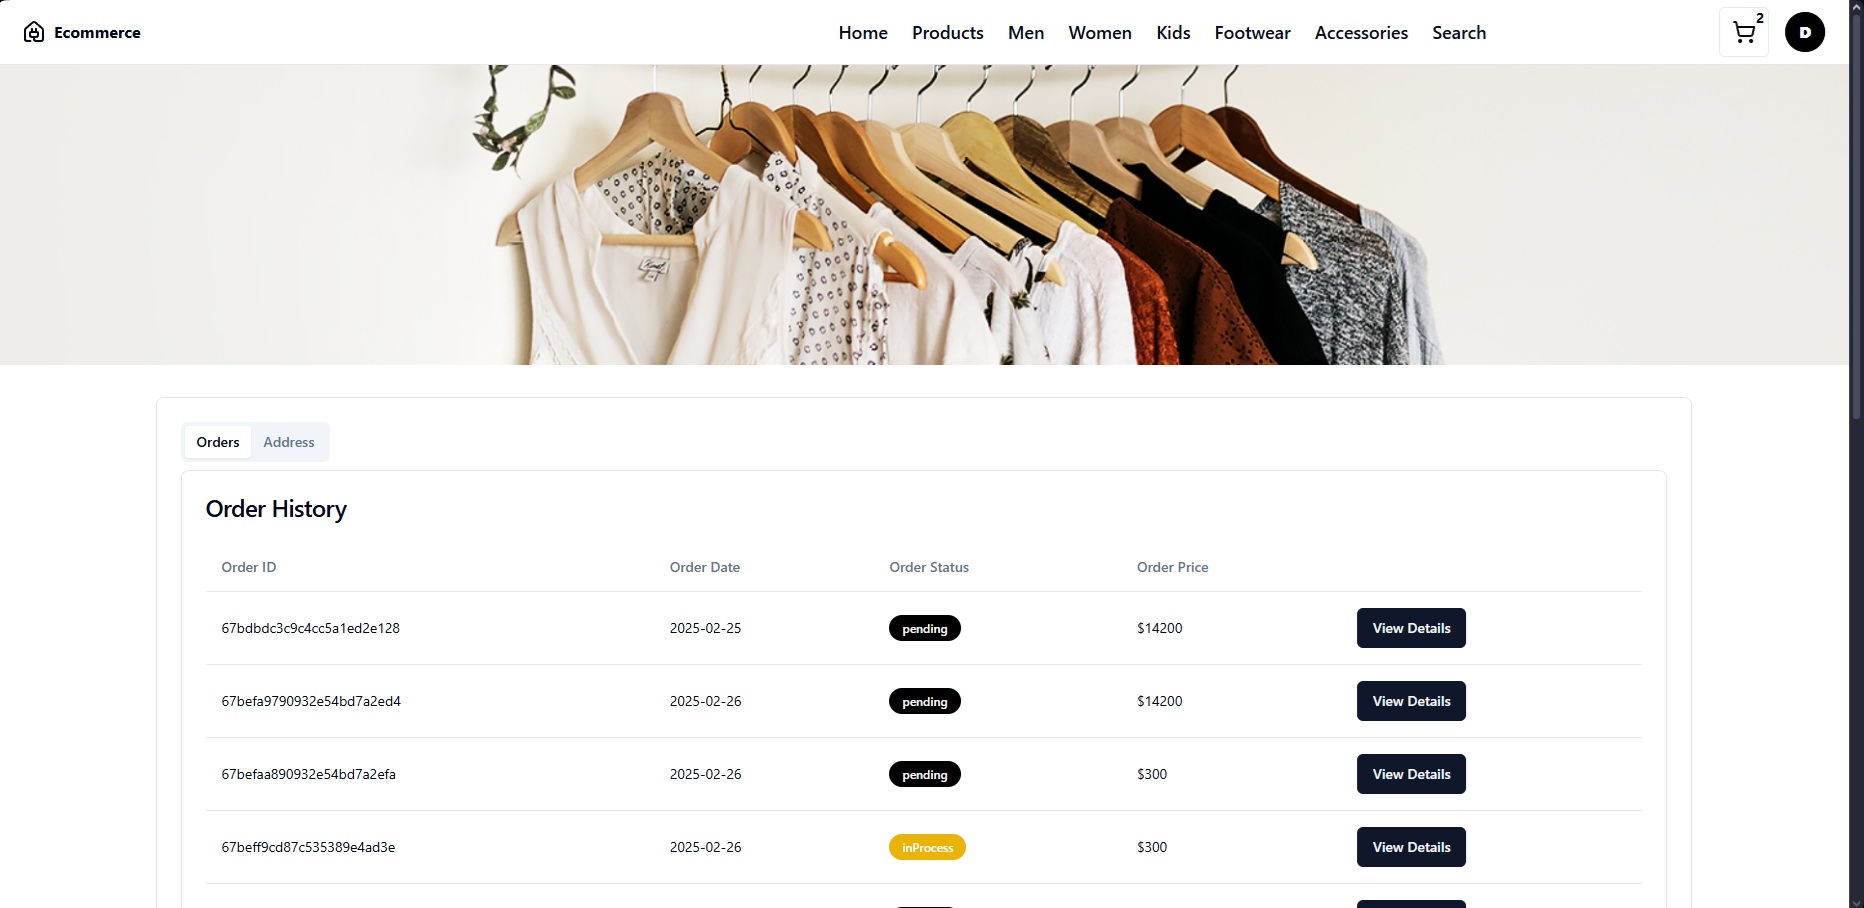 Ecommerce
Home Products Men Women Kids Footwear Accessories Search
2
D
Orders Address
Order History
Order ID Order Date Order Status Order Price
67bdbdc3c9c4cc5a1ed2e128 2025-02-25 pending $14200 View Details
67befa9790932e54bd7a2ed4 2025-02-26 pending $14200 View Details
67befaa890932e54bd7a2efa 2025-02-26 pending $300 View Details
67beff9cd87c535389e4ad3e 2025-02-26 inProcess $300 View Details